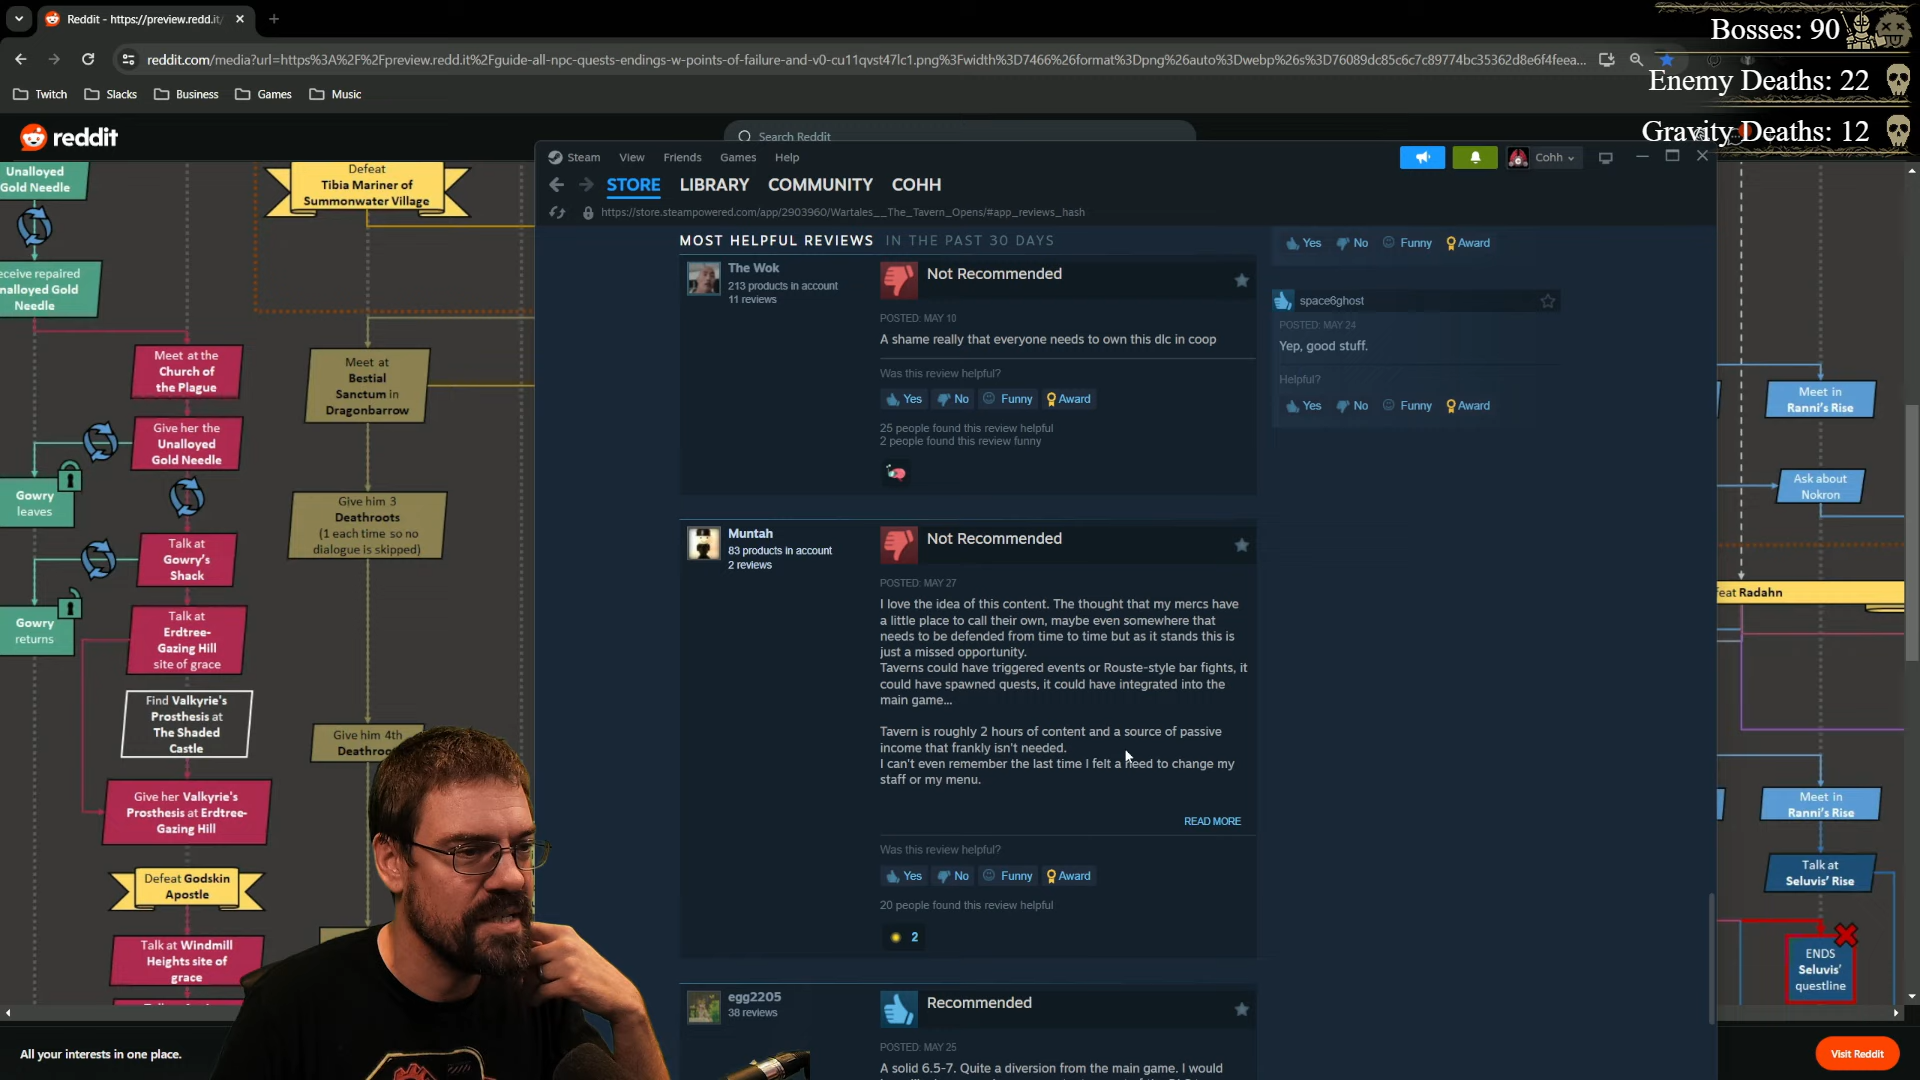 Reddit - https://preview.redd.it/
reddit.com/media?url=https%3A%2F%2Fpreview.redd.it%2Fguide-all-npc-quests-endings-w-points-of-failure-and-v0-cu11qvst47lc1.png%3Fwidth%3D7466%26format%3Dpng%26auto%3Dwebp%26s%3D76089dc85c6c7c89774bc35362d8e6f4feea...
Twitch
Slacks
Business
Games
Music
Bosses: 90
Enemy Deaths: 22
Gravity Deaths: 12
reddit
Search Reddit
Unalloyed
Gold Needle
Defeat
Tibia Mariner of
Summonwater Village
Gold
Needle
Meet at the
Church of
the Plague
Meet at
Bestial
Sanctum in
Dragonbarrow
Give her the
Unalloyed
Gold Needle
Gowry
leaves
Give him 3
Deathroots
(1 each time so no
dialogue is skipped)
Talk at
Gowry's
Shack
Gowry
returns
Talk at
Erdtree-
Gazing Hill
site of grace
Find Valkyrie's
Prosthesis at
The Shaded
Castle
Give him 4th
Give her Valkyrie's
Prosthesis at Erdtree-
Gazing Hill
Defeat Godskin
Apostle
Talk at Windmill
Heights site of
grace
Steam
View
Friends
Games
Help
Cohh
STORE
LIBRARY
COMMUNITY
COHH
https://store.steampowered.com/app/2903960/Wartales__The_Tavern_Opens/#app_reviews_hash
MOST HELPFUL REVIEWS IN THE PAST 30 DAYS
The Wok
213 products in account
11 reviews
Not Recommended
POSTED: MAY 10
A shame really that everyone needs to own this dlc in coop
Was this review helpful?
Yes
No
Funny
Award
25 people found this review helpful
2 people found this review funny
Muntah
83 products in account
2 reviews
Not Recommended
POSTED: MAY 27
I love the idea of this content. The thought that my mercs have
a little place to call their own, maybe even somewhere that
needs to be defended from time to time but as it stands this is
just a missed opportunity.
Taverns could have triggered events or Rouste-style bar fights, it
could have spawned quests, it could have integrated into the
main game...
Tavern is roughly 2 hours of content and a source of passive
income that frankly isn't needed.
I can't even remember the last time I felt a need to change my
staff or my menu.
READ MORE
Was this review helpful?
Yes
No
Funny
Award
20 people found this review helpful
2
egg2205
38 reviews
Recommended
POSTED: MAY 25
A solid 6.5-7. Quite a diversion from the main game. I would
Yes
No
Funny
Award
space6ghost
POSTED: MAY 24
Yep, good stuff.
Helpful?
Yes
No
Funny
Award
Meet in
Ranni's Rise
Ask about
Nokron
Radahn
Meet in
Ranni's Rise
Talk at
Seluvis' Rise
ENDS
Seluvis'
questline
All your interests in one place.
Visit Reddit